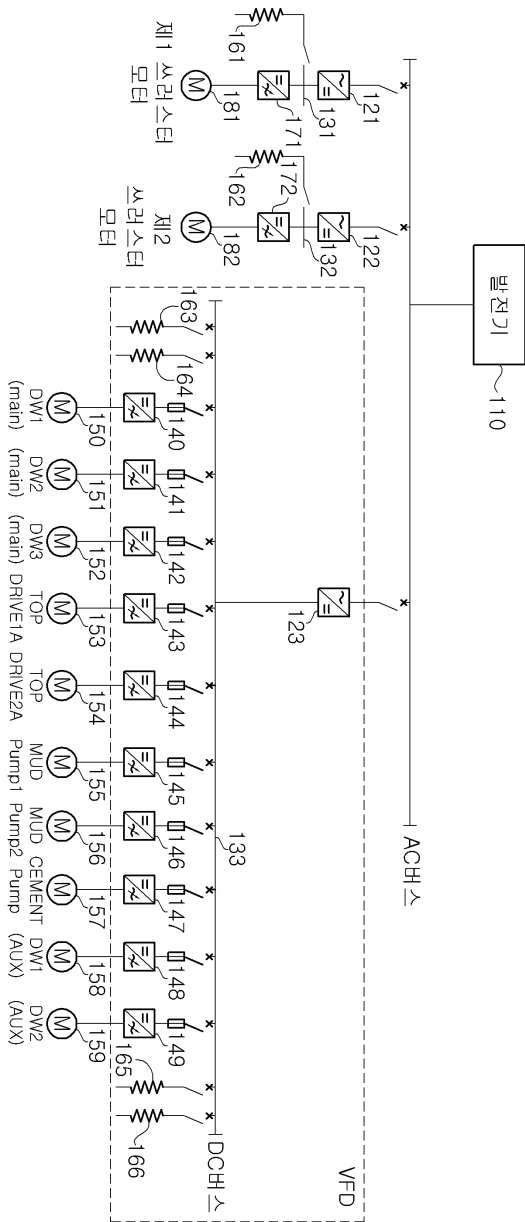 발전기
110
AC버스
121
122
123
VFD
131
132
161
171
162
172
181
182
제1 쓰러스터
모터
제2
쓰러스터
모터
133
DC버스
163
164
165
166
140
141
142
143
144
145
146
147
148
149
M
M
M
M
M
M
M
M
M
M
M
M
150
151
152
153
154
155
156
157
158
159
DW1
(main)
DW2
(main)
DW3
(main)
TOP
DRIVE1A
TOP
DRIVE2A
MUD
Pump1
MUD
Pump2
CEMENT
Pump
DW1
(AUX)
DW2
(AUX)